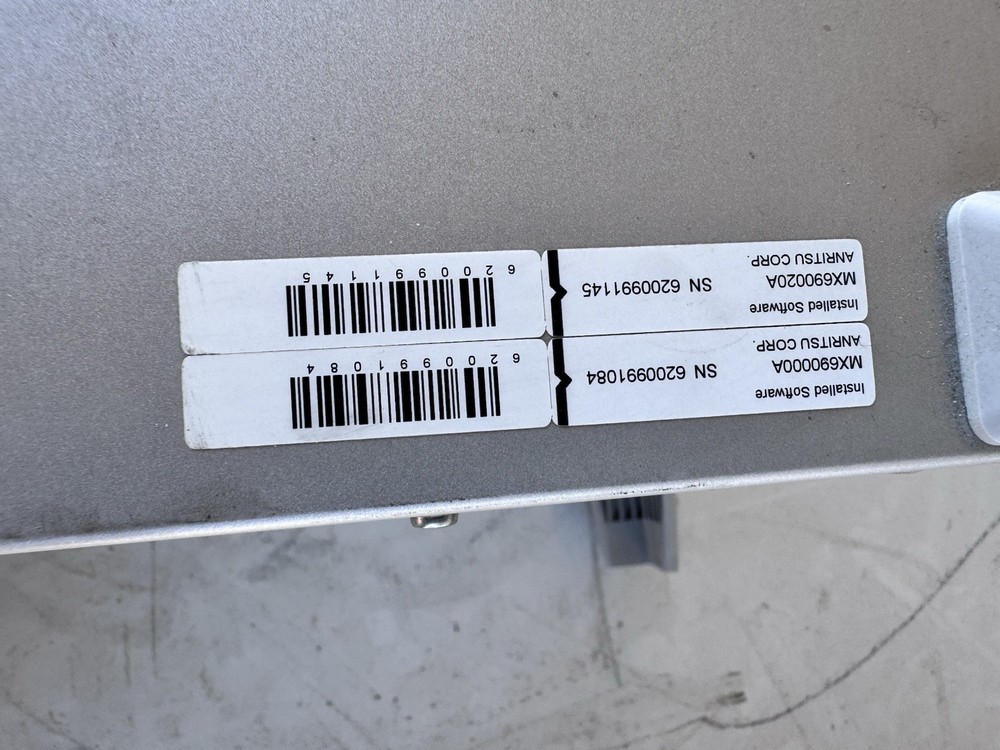 Installed Software
MX690000A
ANRITSU CORP.
SN 6200991084
6200991084
Installed Software
MX690020A
ANRITSU CORP.
SN 6200991145
6200991145